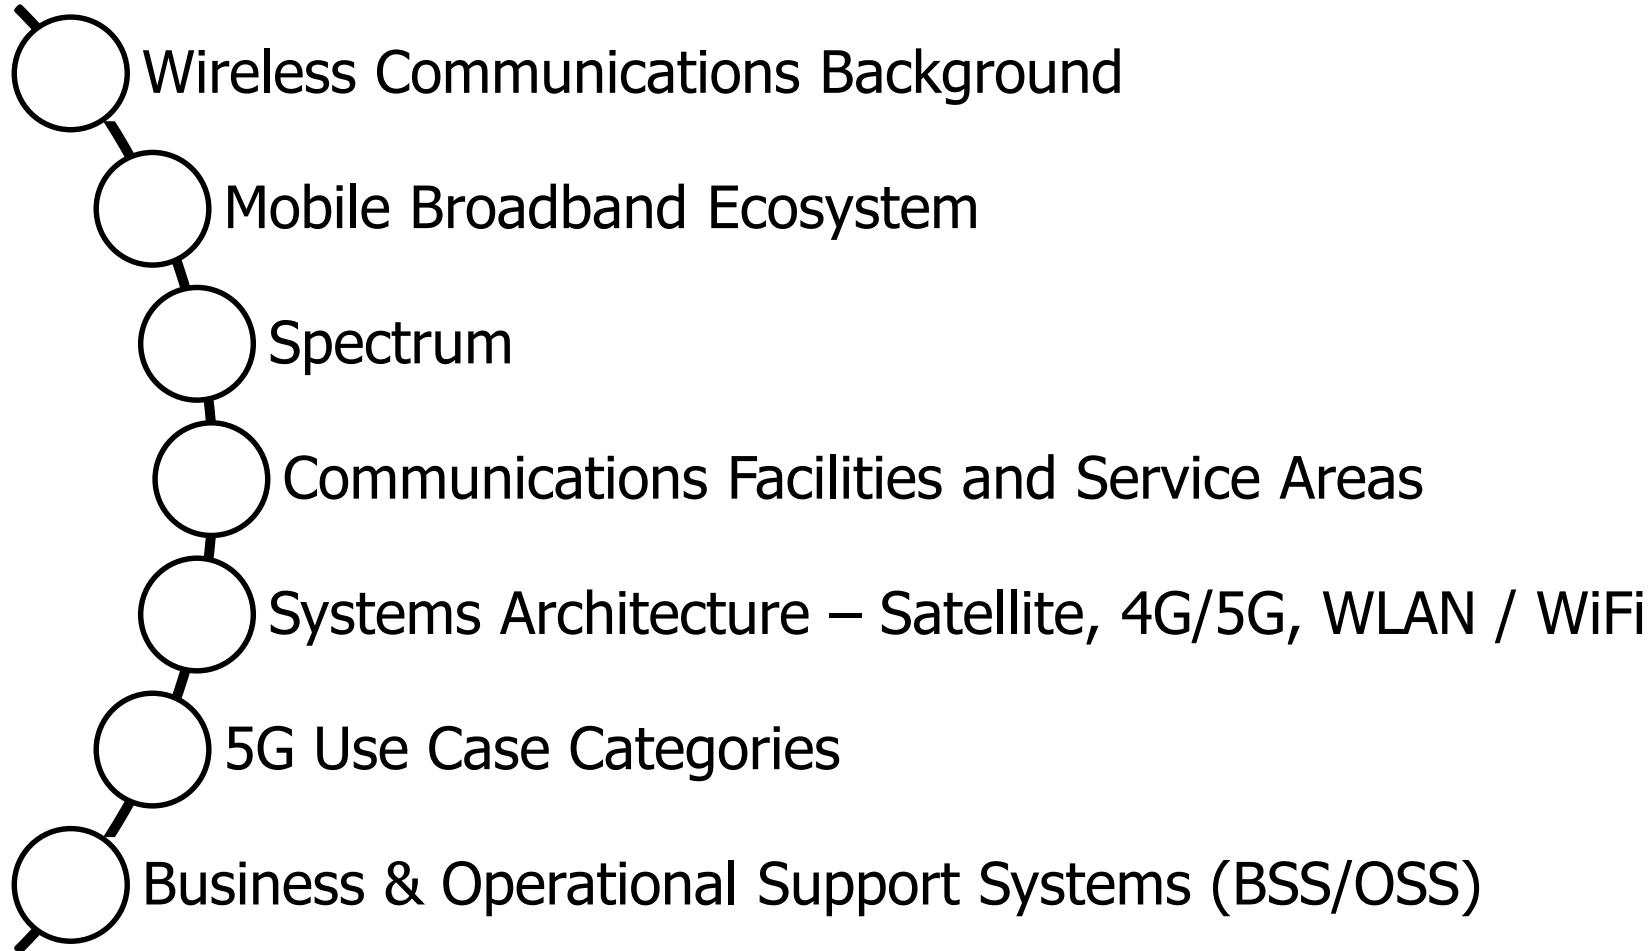 Wireless Communications Background
Mobile Broadband Ecosystem
Spectrum
Communications Facilities and Service Areas
Systems Architecture – Satellite, 4G/5G, WLAN / WiFi
5G Use Case Categories
Business & Operational Support Systems (BSS/OSS)